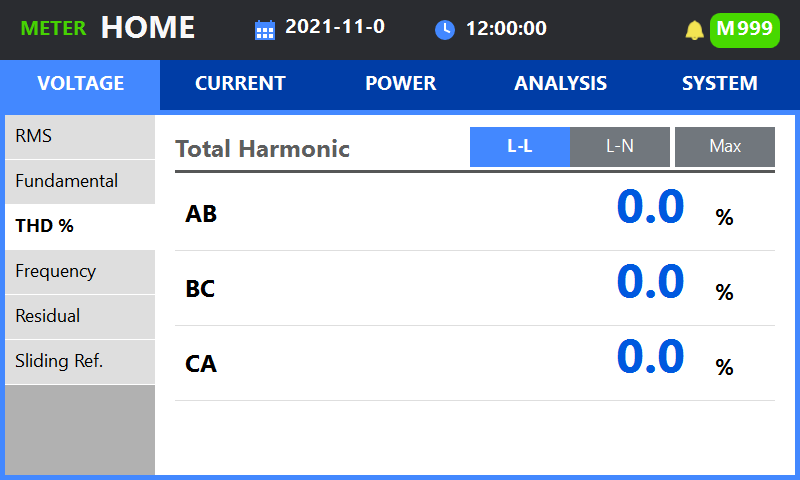 METER HOME 2021-11-0 12:00:00 M999
VOLTAGE CURRENT POWER ANALYSIS SYSTEM
RMS
Fundamental
THD %
Frequency
Residual
Sliding Ref.
Total Harmonic L-L L-N Max
AB 0.0 %
BC 0.0 %
CA 0.0 %